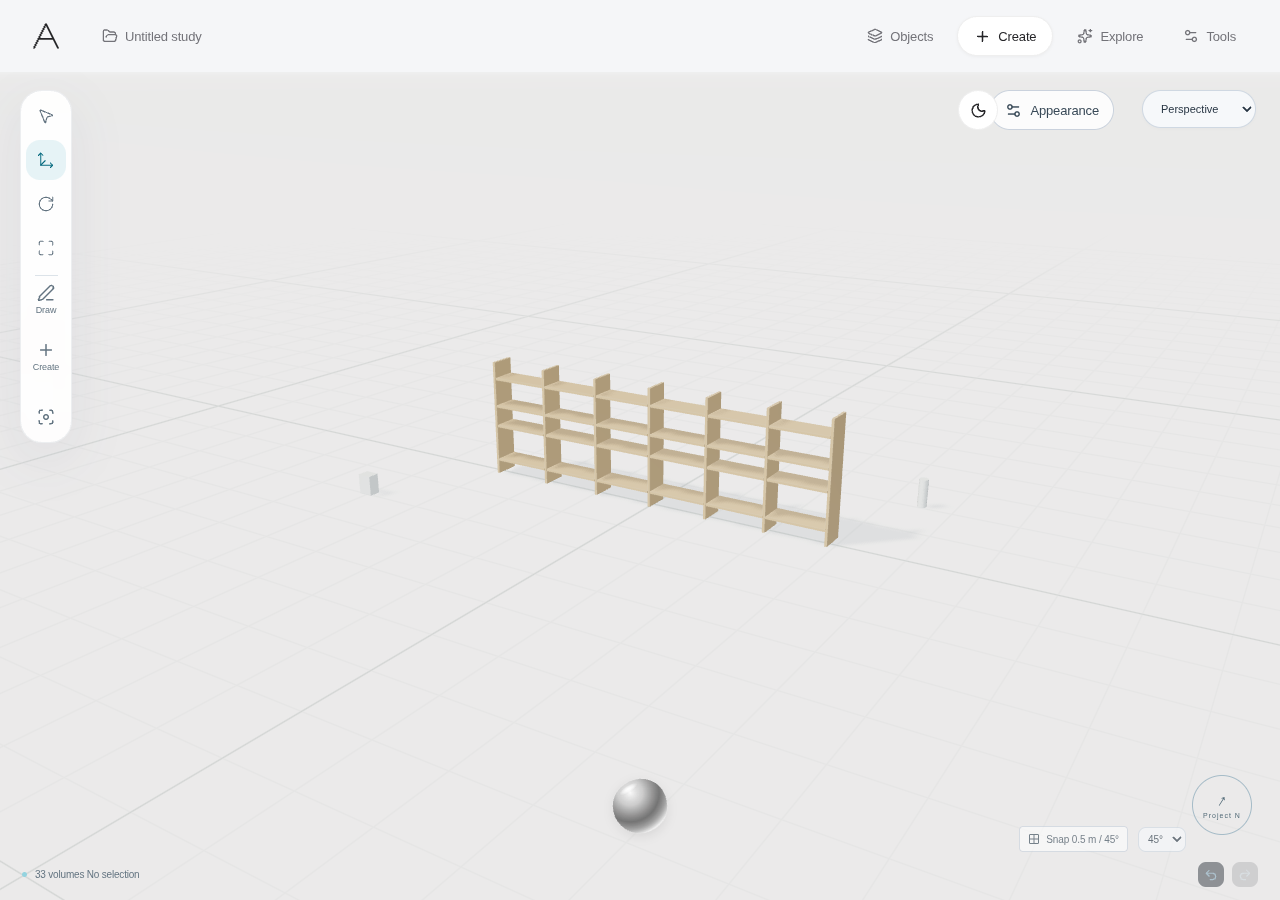 Untitled study
Objects
Create
Explore
Tools
Appearance
Perspective
Draw
Create
Project N
Snap 0.5 m / 45°
45°
33 volumes No selection